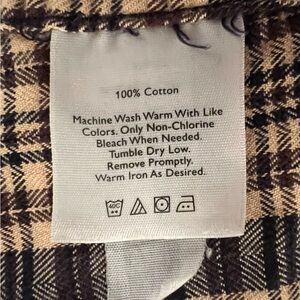 100% Cotton
Machine Wash Warm With Like
Colors. Only Non-Chlorine
Bleach When Needed.
Tumble Dry Low.
Remove Promptly.
Warm Iron As Desired.
40C